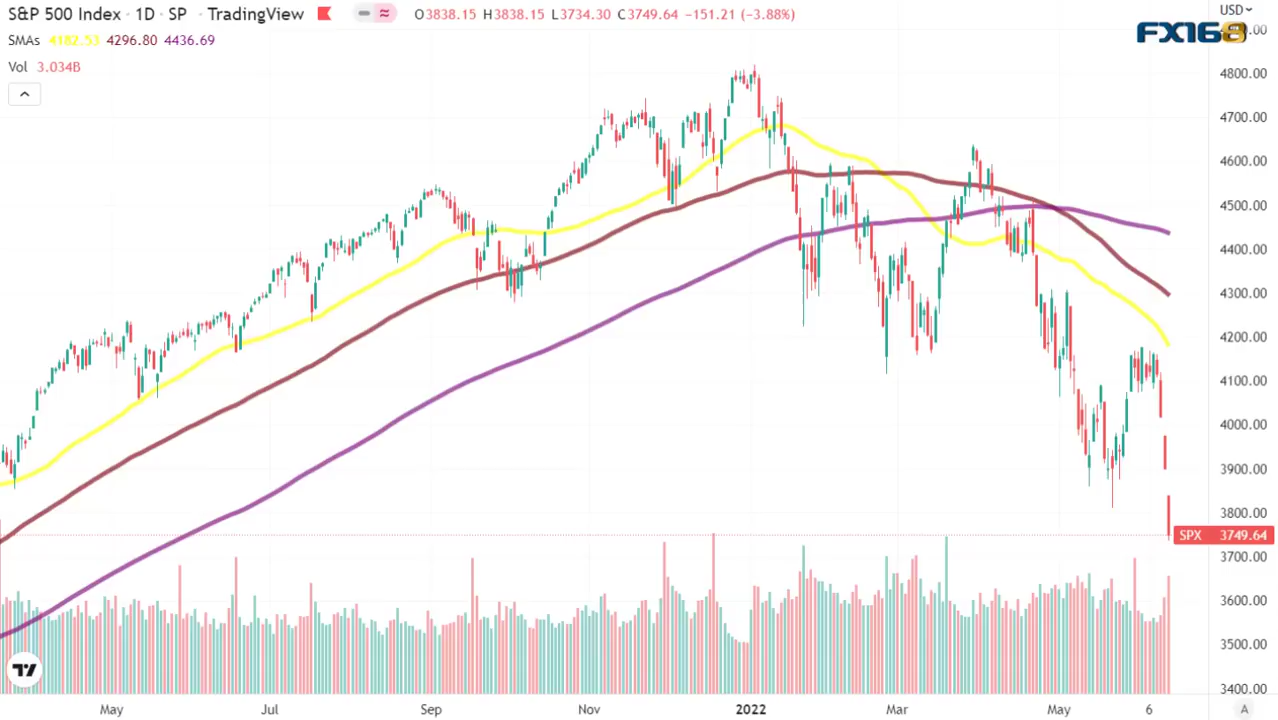 S&P 500 Index · 1D · SP · TradingView O3838.15 H3838.15 L3734.30 C3749.64 −151.21 (−3.88%)
USD
SMAs 4182.53 4296.80 4436.69
FX168
Vol 3.034B
4800.00
4700.00
4600.00
4500.00
4400.00
4300.00
4200.00
4100.00
4000.00
3900.00
3800.00
SPX 3749.64
3700.00
3600.00
3500.00
3400.00
May Jul Sep Nov 2022 Mar May 6 A